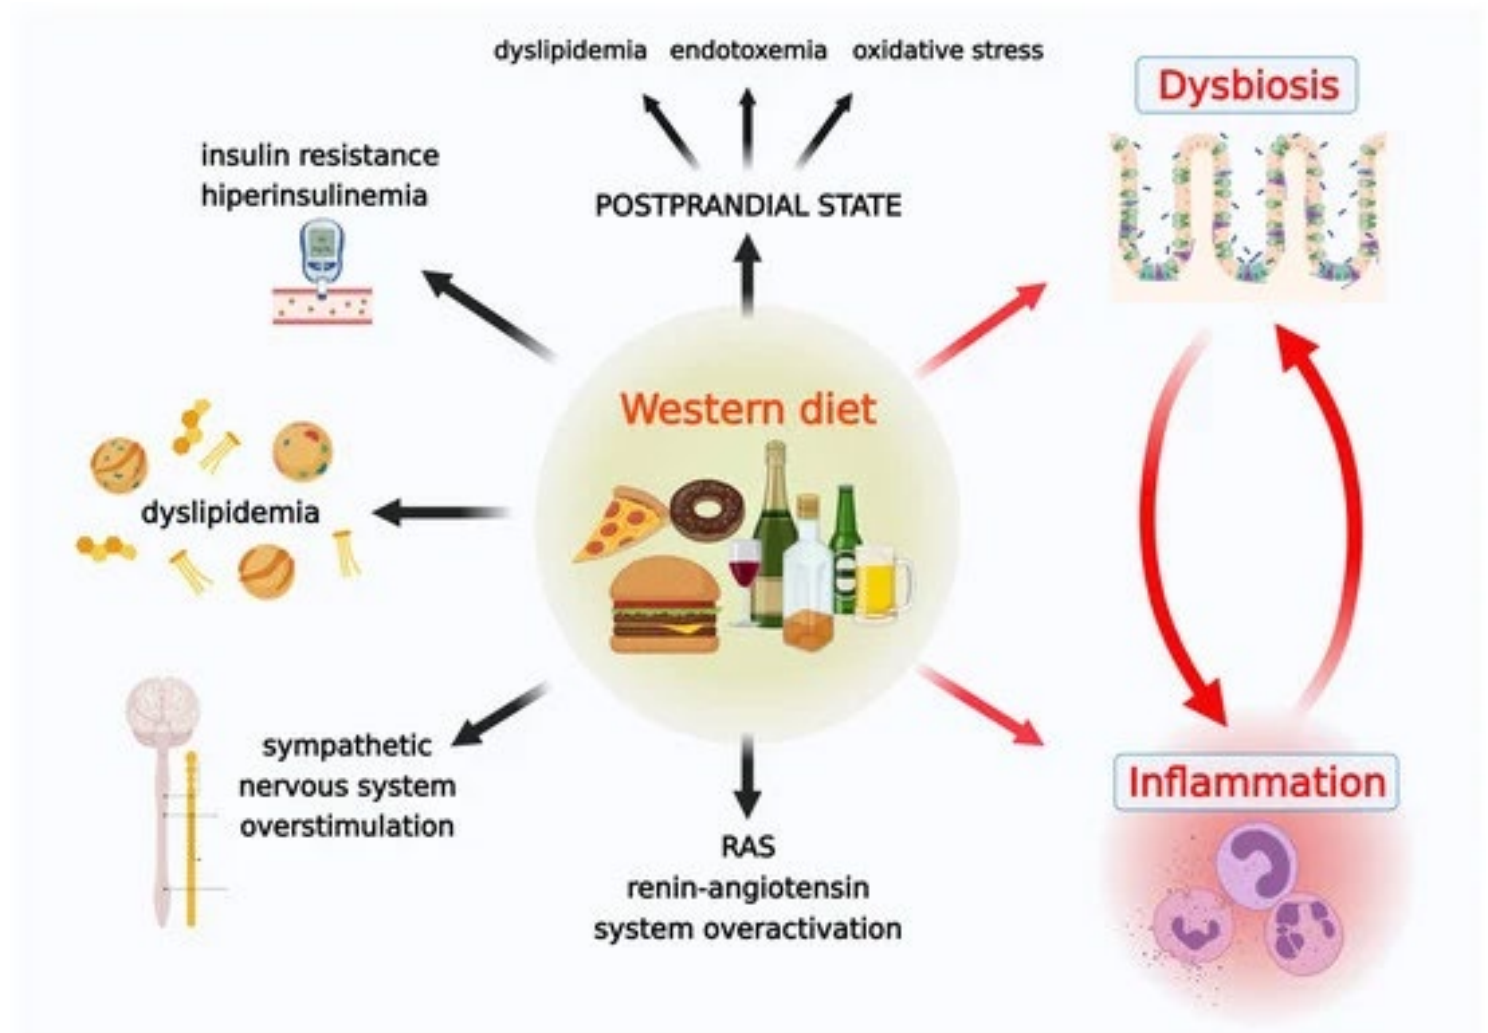 dyslipidemia endotoxemia oxidative stress
Dysbiosis
insulin resistance
hiperinsulinemia
POSTPRANDIAL STATE
Western diet
dyslipidemia
sympathetic
nervous system
overstimulation
RAS
renin-angiotensin
system overactivation
Inflammation